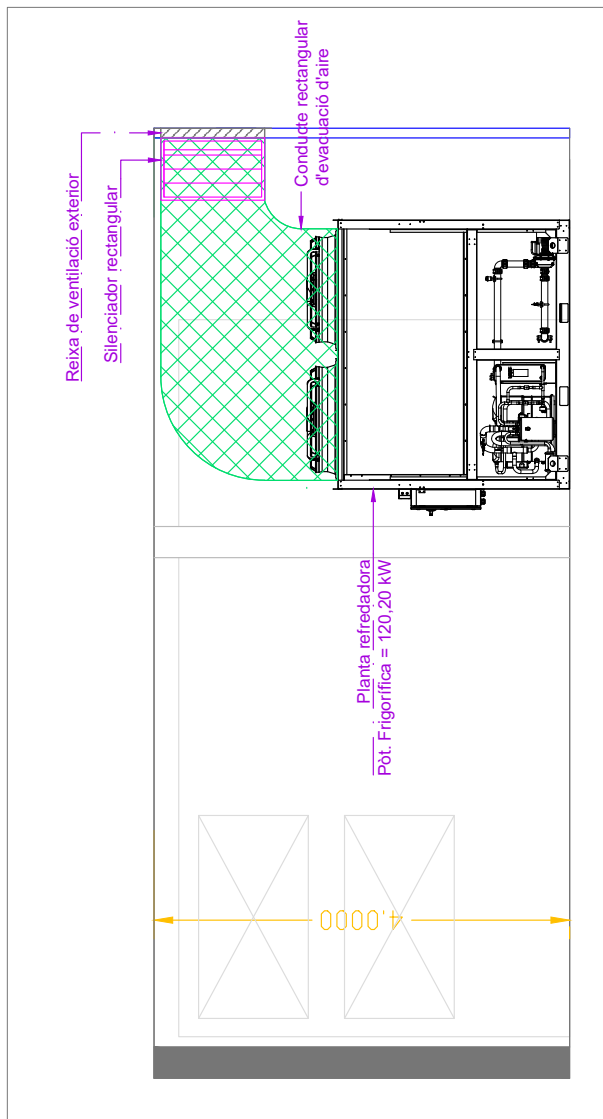 Reixa de ventilació exterior
Silenciador rectangular
Conducte rectangular
d'evacuació d'aire
Planta refredadora
Pòt. Frigorífica = 120,20 kW
4,0000